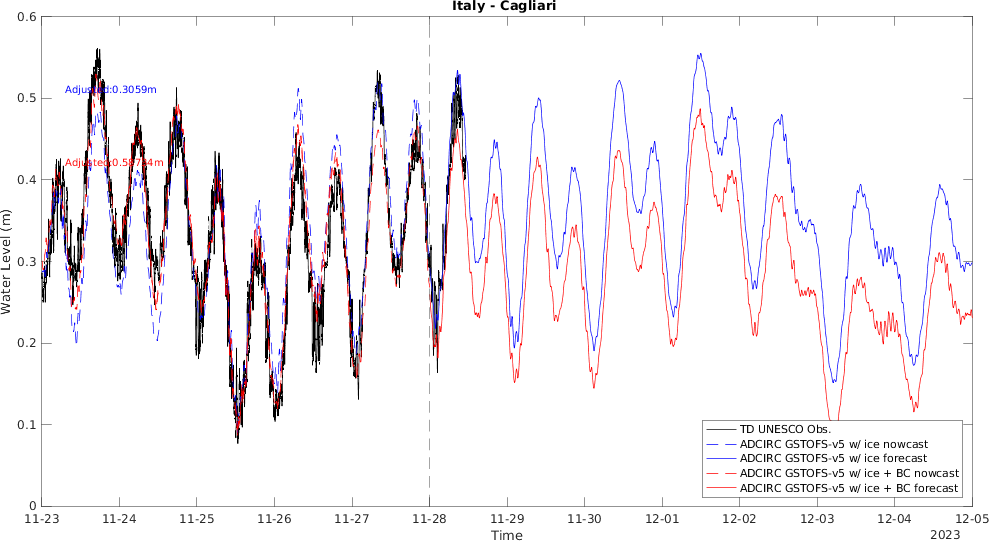 Italy - Cagliari
0.6
0.5
0.4
0.3
0.2
0.1
0
Water Level (m)
Adjusted:0.3059m
TD UNESCO Obs.
ADCIRC GSTOFS-v5 w/ ice nowcast
ADCIRC GSTOFS-v5 w/ ice forecast
ADCIRC GSTOFS-v5 w/ ice + BC nowcast
ADCIRC GSTOFS-v5 w/ ice + BC forecast
11-23 11-24 11-25 11-26 11-27 11-28 11-29 11-30 12-01 12-02 12-03 12-04 12-05
Time
2023